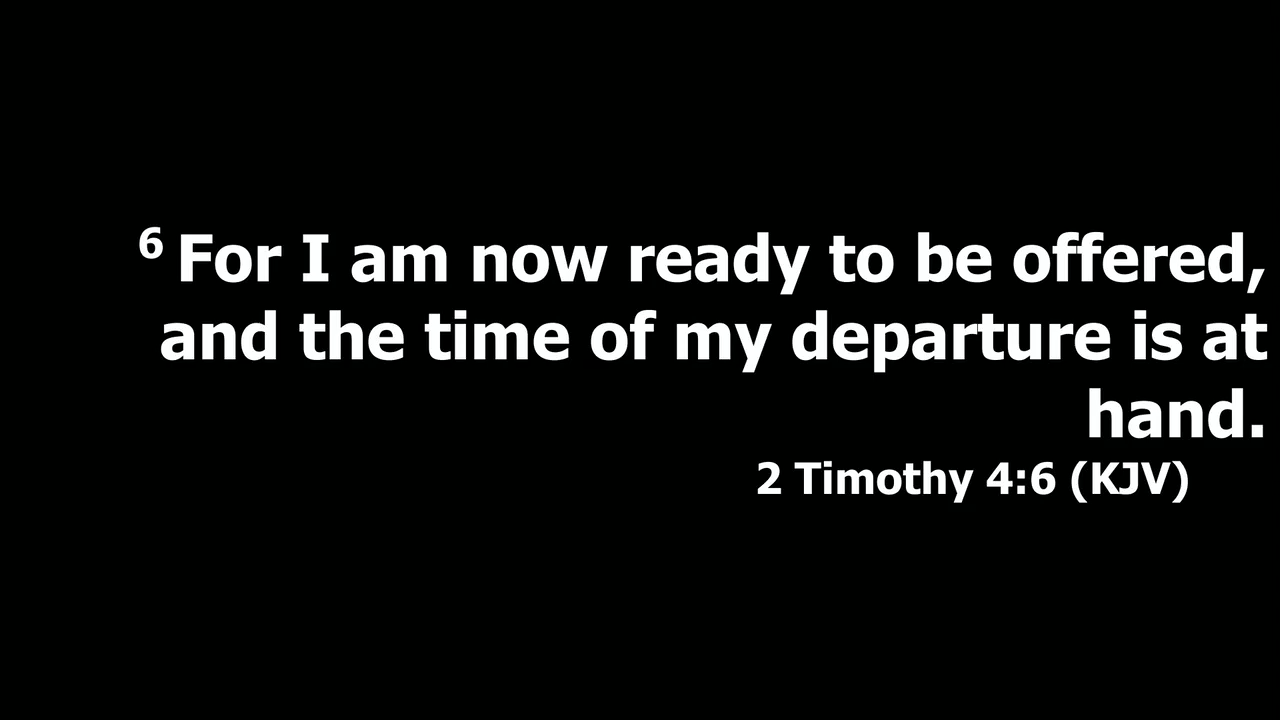 6 For I am now ready to be offered,
and the time of my departure is at
hand.
2 Timothy 4:6 (KJV)